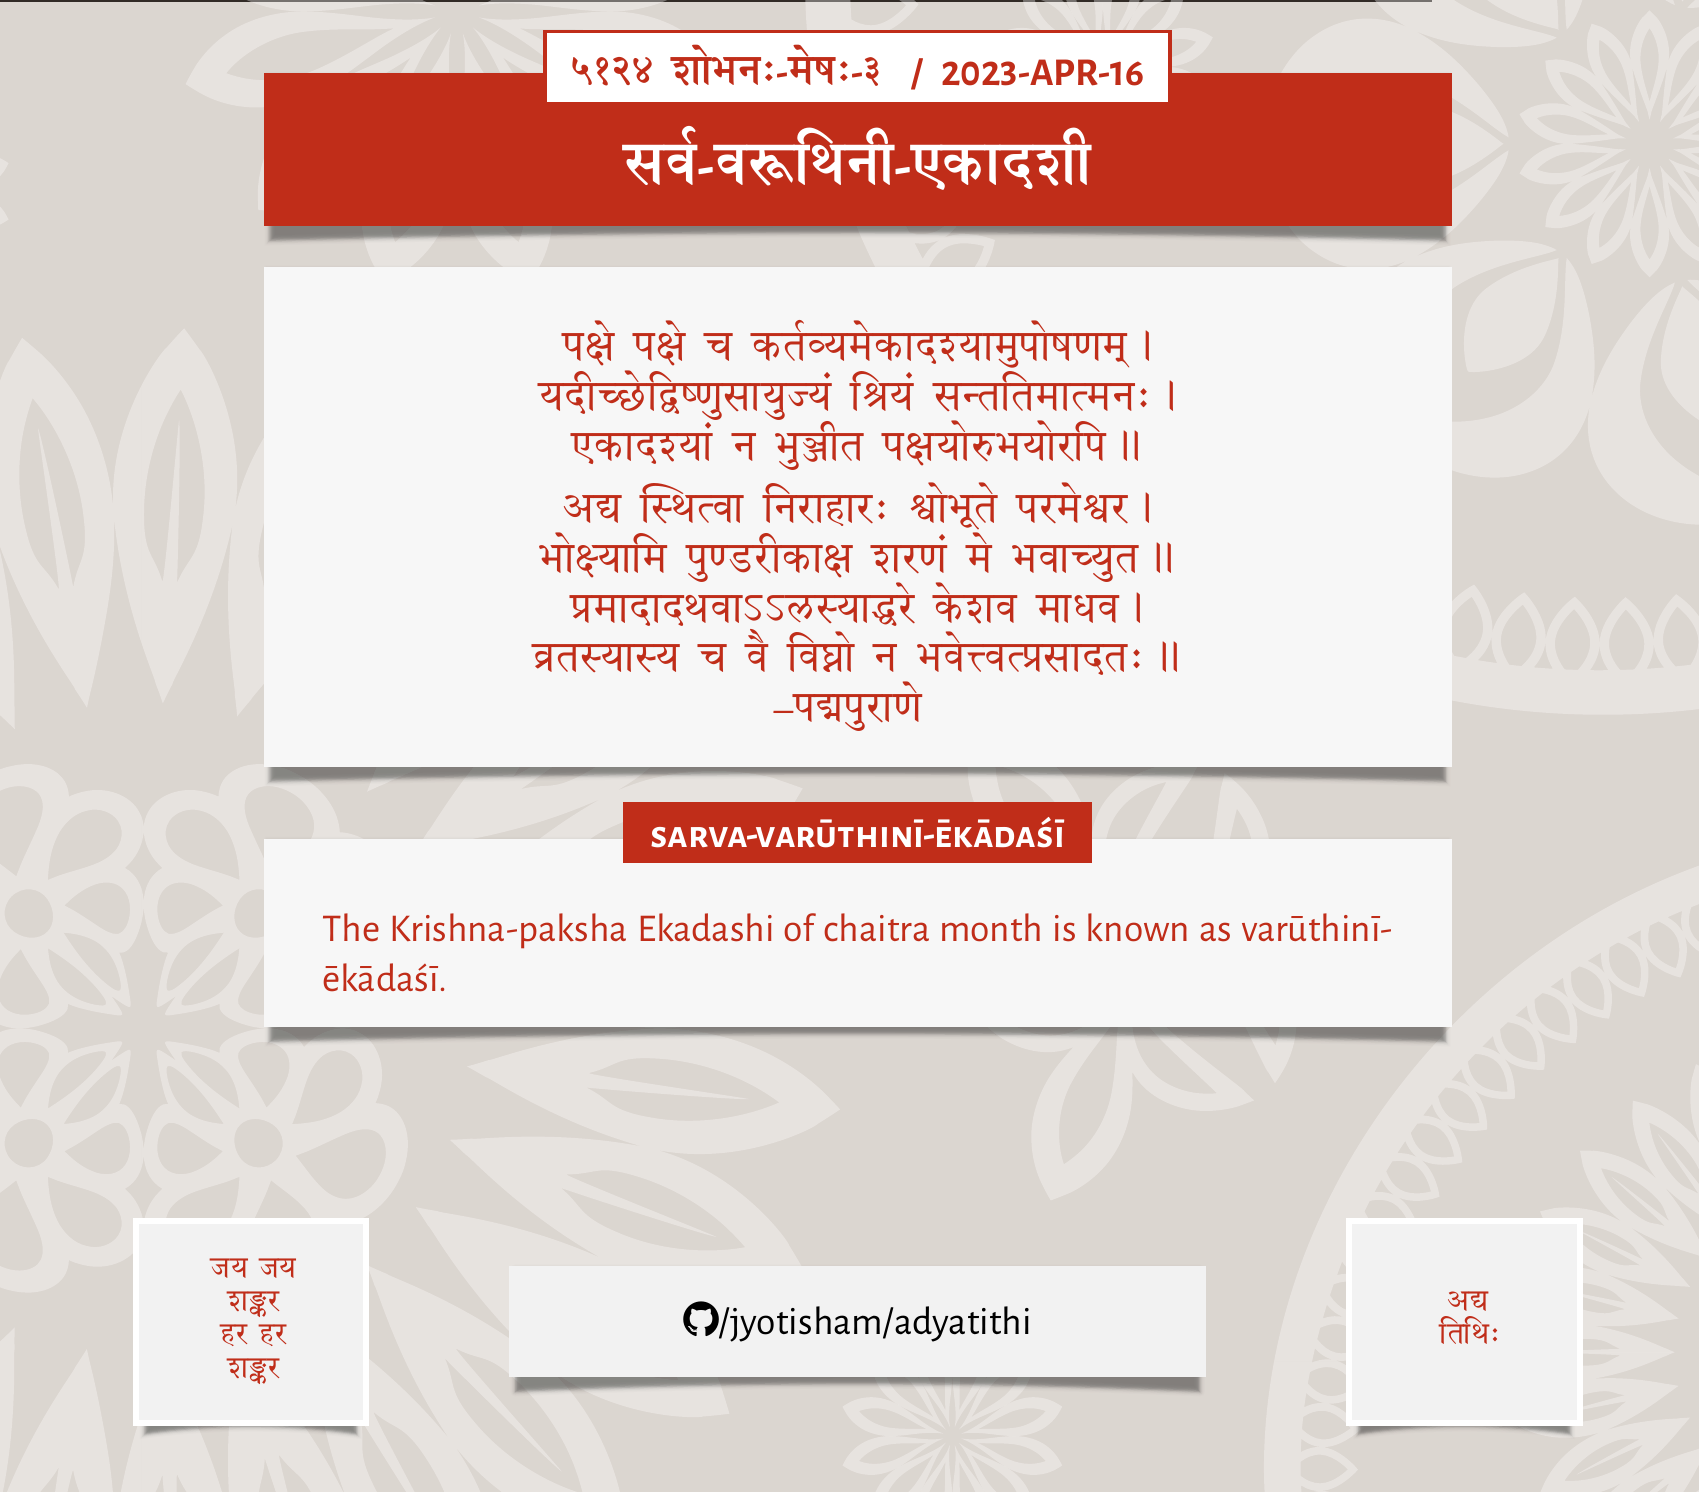 ५१२४ शोभनः-मेषः-३ / 2023-APR-16
सर्व-वरूथिनी-एकादशी
पक्षे पक्षे च कर्तव्यमेकादश्यामुपोषणम्।
यदीच्छेद्विष्णुसायुज्यं श्रियं सन्ततिमात्मनः।
एकादश्यां न भुञ्जीत पक्षयोरुभयोरपि॥
अद्य स्थित्वा निराहारः श्वोभूते परमेश्वर।
भोक्ष्यामि पुण्डरीकाक्ष शरणं मे भवाच्युत॥
प्रमादादथवाऽऽलस्याद्धरे केशव माधव।
व्रतस्यास्य च वै विघ्नो न भवेत्त्वत्प्रसादतः॥
–पद्मपुराणे
SARVA-VARŪTHINĪ-ĒKĀDAŚĪ
The Krishna-paksha Ekadashi of chaitra month is known as varūthinī-
ēkādaśī.
जय जय
शङ्कर
हर हर
शङ्कर
/jyotisham/adyatithi
अद्य
तिथिः